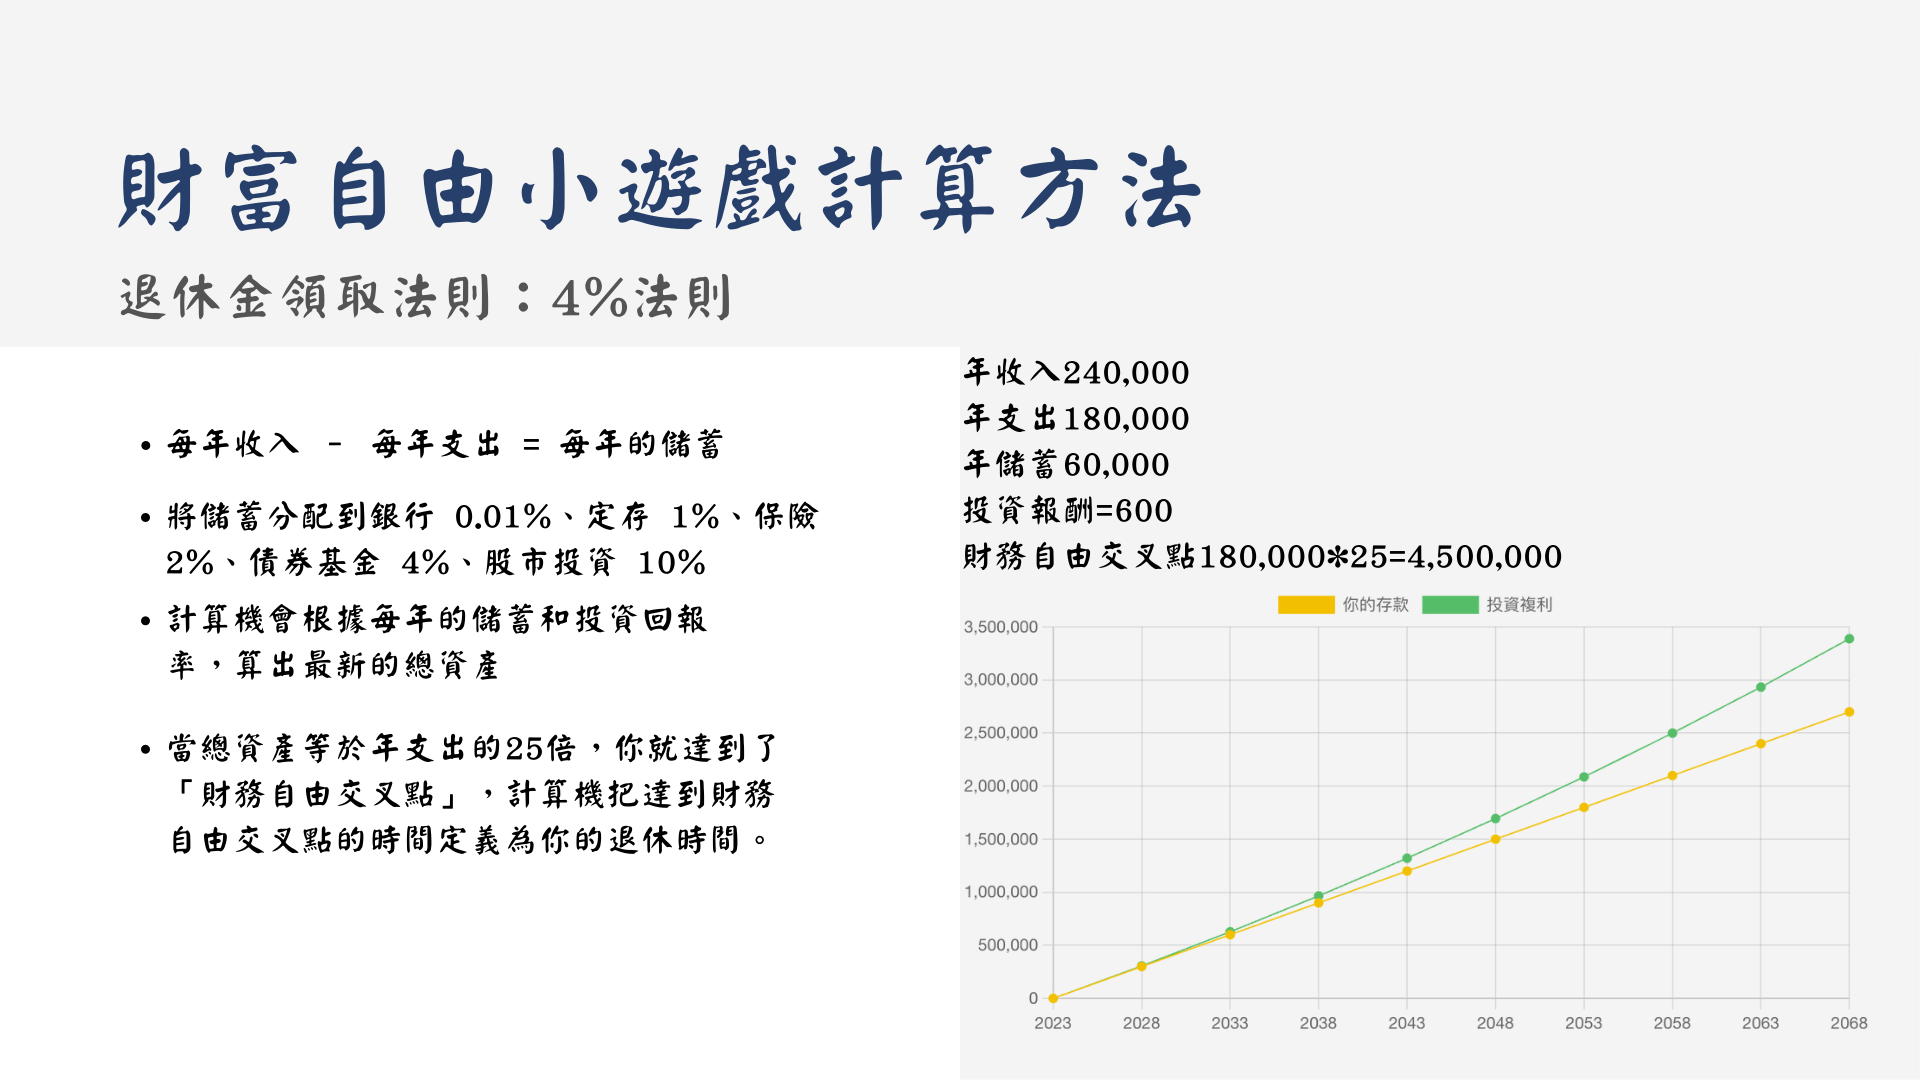 財富自由小遊戲計算方法
退休金領取法則：4%法則
• 每年收入 - 每年支出 = 每年的儲蓄
• 將儲蓄分配到銀行 0.01%、定存 1%、保險
2%、債券基金 4%、股市投資 10%
• 計算機會根據每年的儲蓄和投資回報
率，算出最新的總資產
• 當總資產等於年支出的25倍，你就達到了
「財務自由交叉點」，計算機把達到財務
自由交叉點的時間定義為你的退休時間。
年收入240,000
年支出180,000
年儲蓄60,000
投資報酬=600
財務自由交叉點180,000*25=4,500,000
你的存款 投資複利
3,500,000
3,000,000
2,500,000
2,000,000
1,500,000
1,000,000
500,000
0
2023 2028 2033 2038 2043 2048 2053 2058 2063 2068